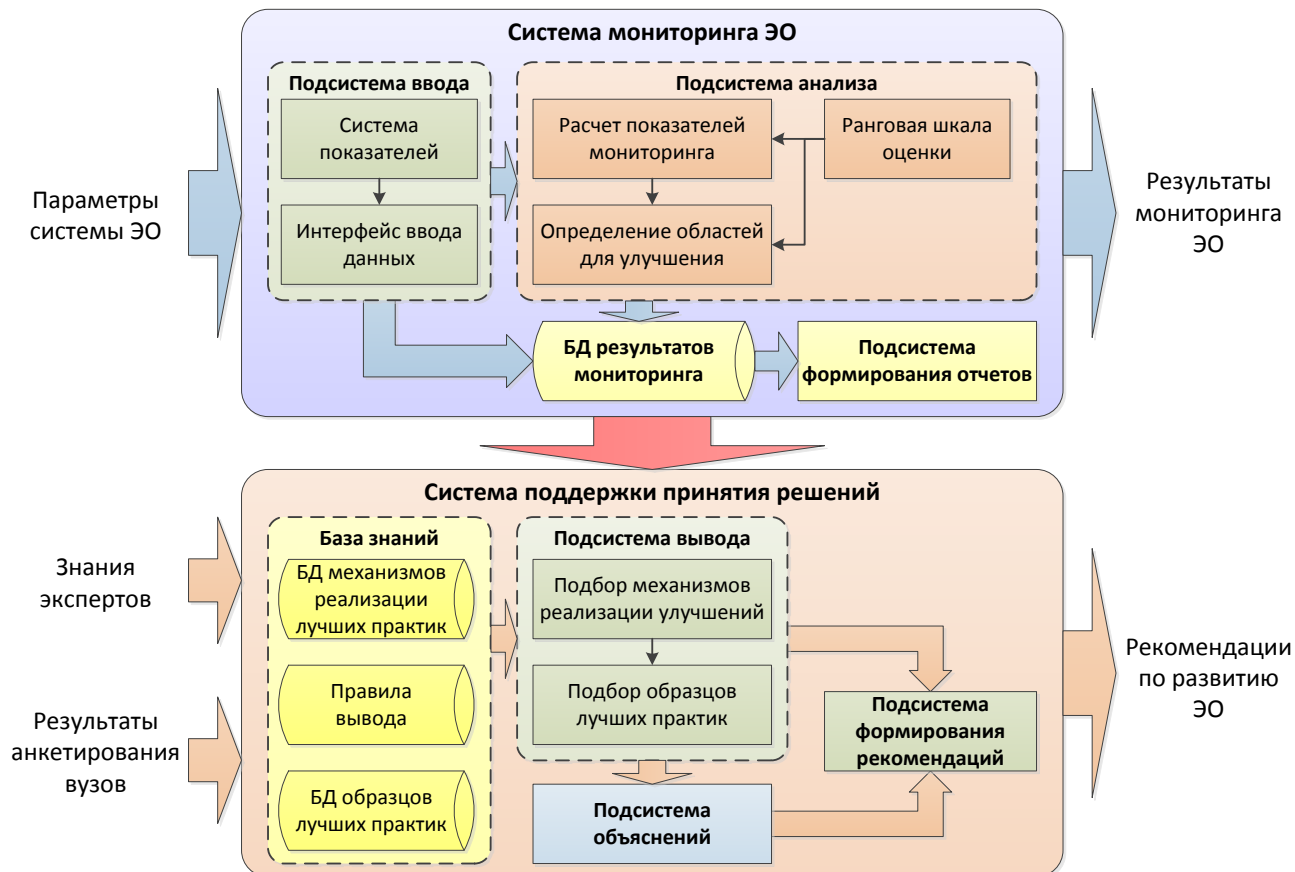 Система мониторинга ЭО
Подсистема ввода
Система
показателей
Интерфейс ввода
данных
Подсистема анализа
Расчет показателей
мониторинга
Ранговая шкала
оценки
Определение областей
для улучшения
Параметры
системы ЭО
Результаты
мониторинга
ЭО
БД результатов
мониторинга
Подсистема
формирования отчетов
Система поддержки принятия решений
База знаний
БД механизмов
реализации
лучших практик
Правила
вывода
БД образцов
лучших практик
Подсистема вывода
Подбор механизмов
реализации улучшений
Подбор образцов
лучших практик
Знания
экспертов
Результаты
анкетирования
вузов
Подсистема
объяснений
Подсистема
формирования
рекомендаций
Рекомендации
по развитию
ЭО